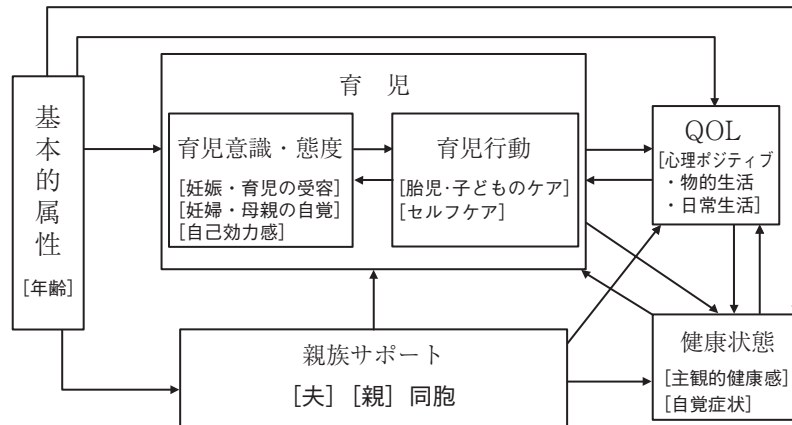 基本的属性
[年齢]
育 児
育児意識・態度
[妊娠・育児の受容]
[妊婦・母親の自覚]
[自己効力感]
育児行動
[胎児･子どものケア]
[セルフケア]
QOL
[心理ポジティブ
・物的生活
・日常生活]
親族サポート
[夫] [親] 同胞
健康状態
[主観的健康感]
[自覚症状]